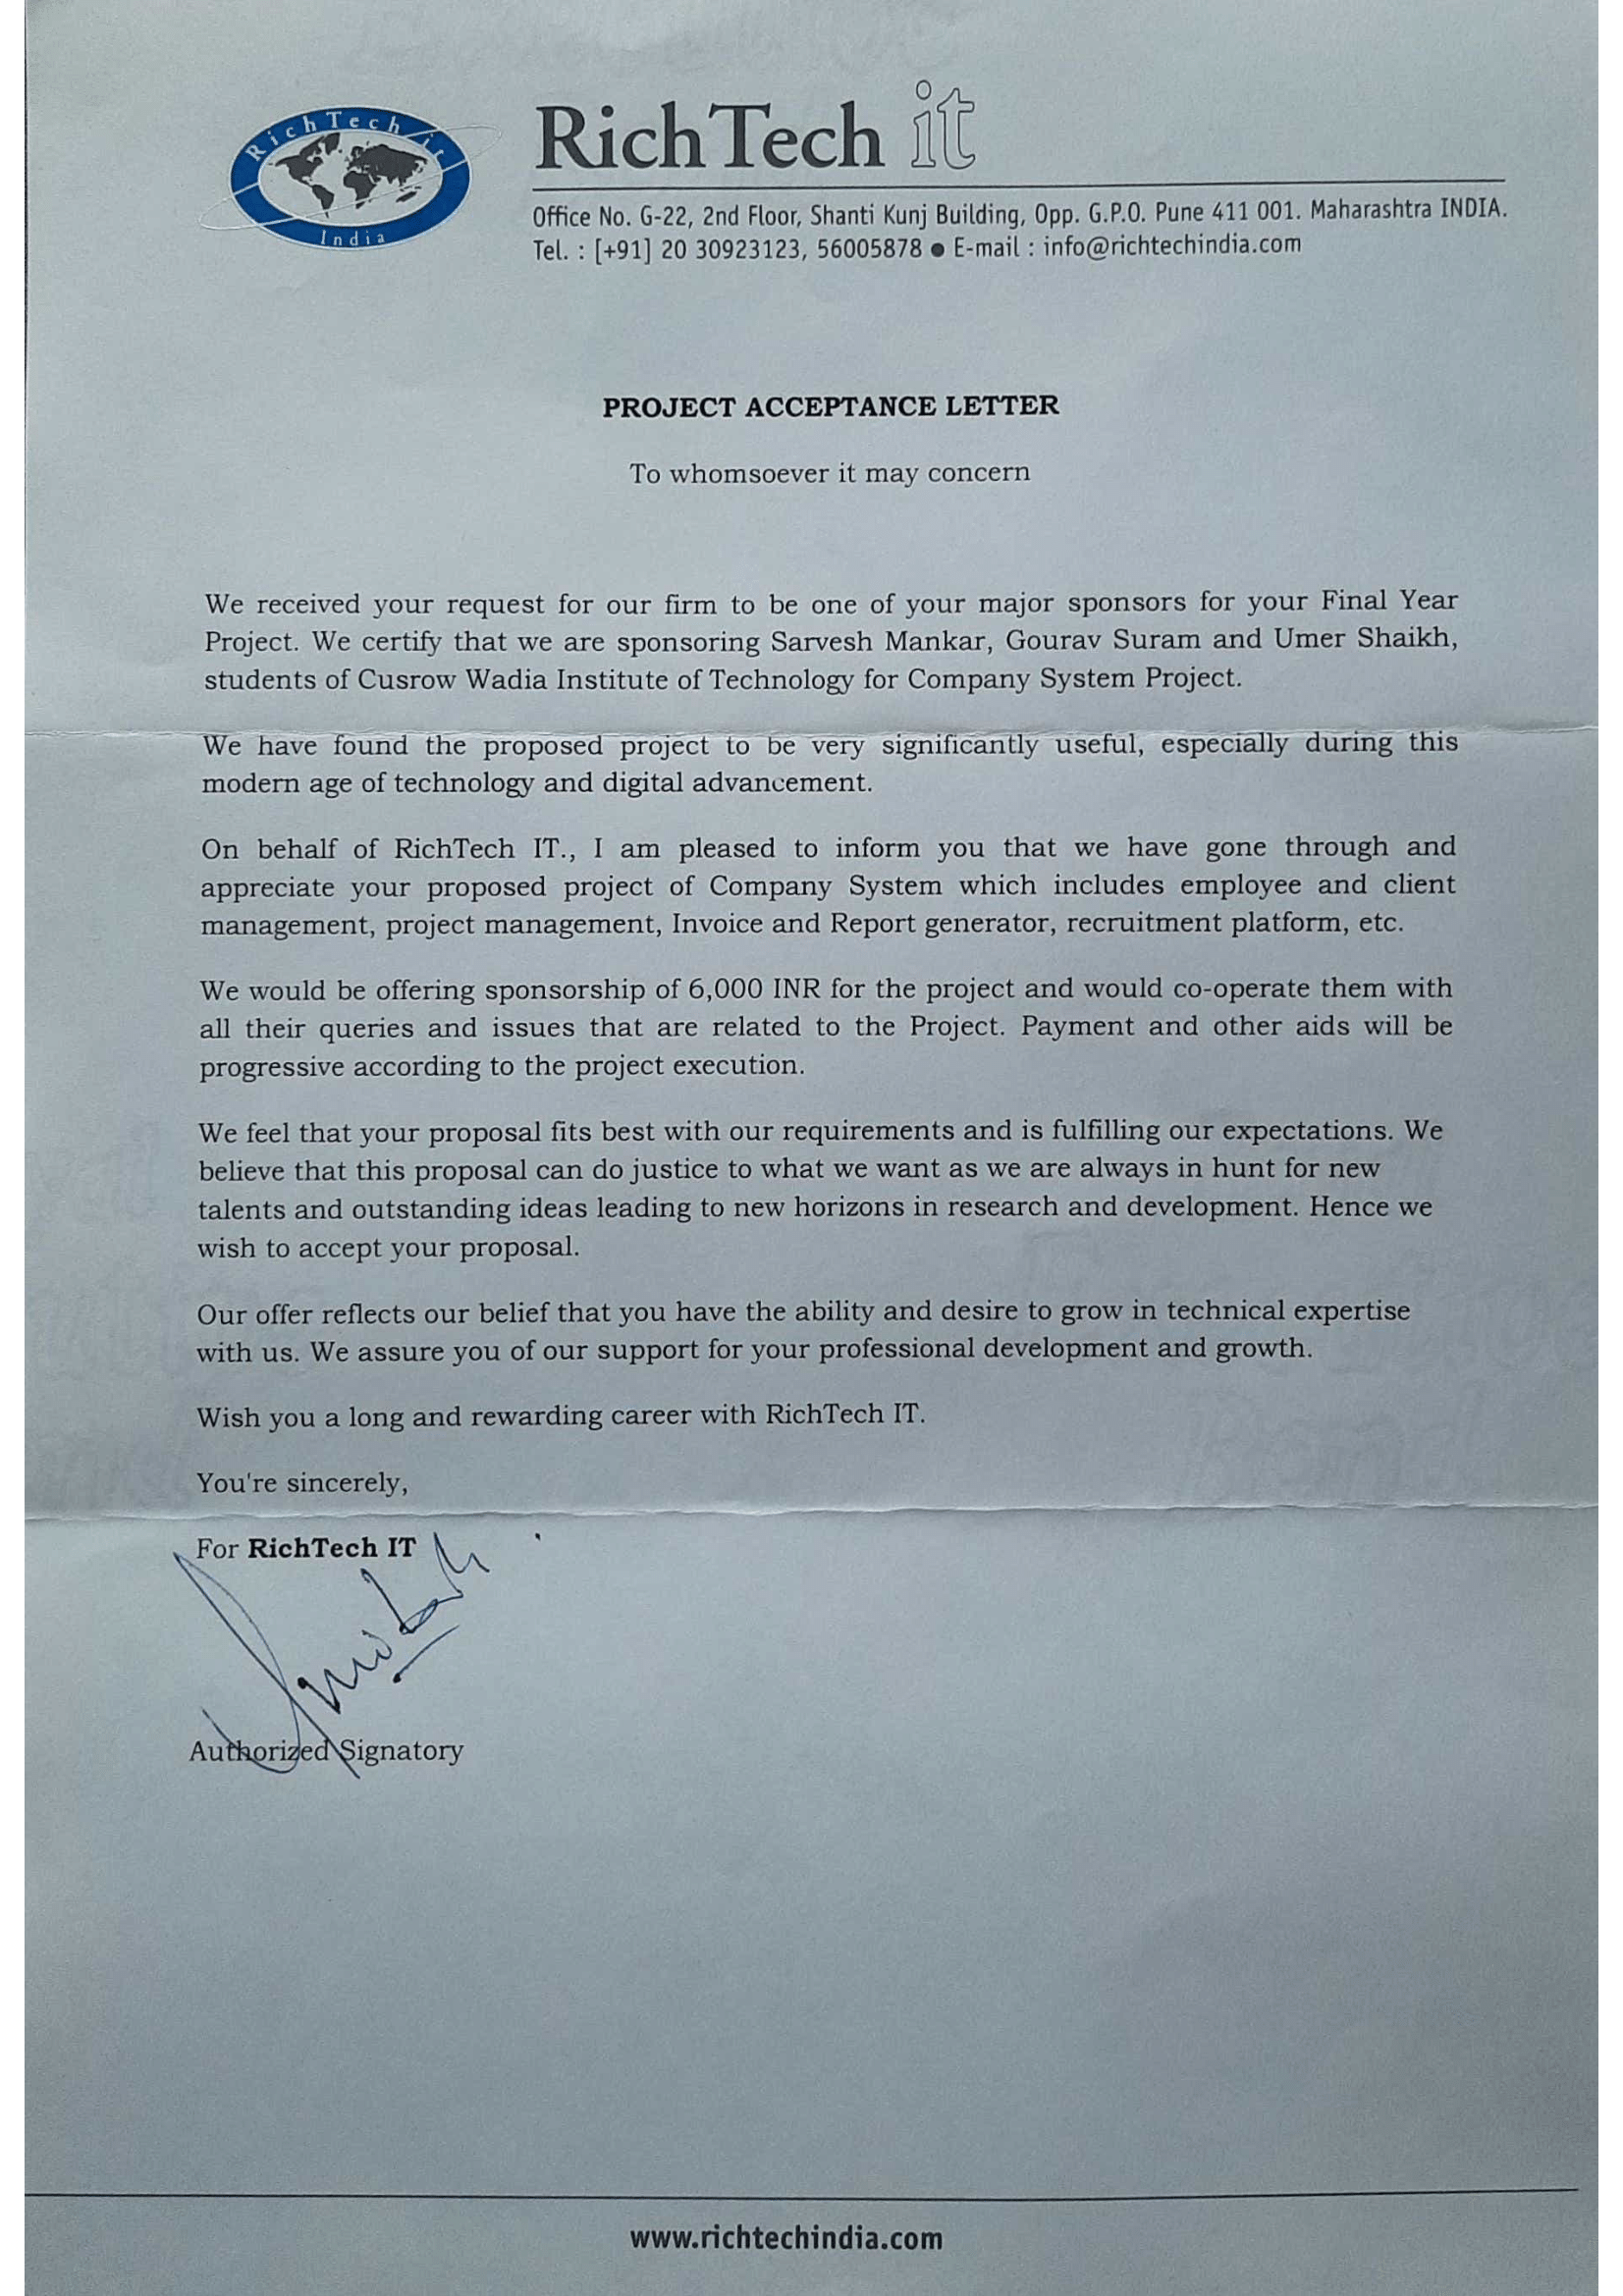 RichTech it
India
RichTech it
Office No. G-22, 2nd Floor, Shanti Kunj Building, Opp. G.P.O. Pune 411 001. Maharashtra INDIA.
Tel. : [+91] 20 30923123, 56005878 ● E-mail : info@richtechindia.com
PROJECT ACCEPTANCE LETTER
To whomsoever it may concern
We received your request for our firm to be one of your major sponsors for your Final Year
Project. We certify that we are sponsoring Sarvesh Mankar, Gourav Suram and Umer Shaikh,
students of Cusrow Wadia Institute of Technology for Company System Project.
We have found the proposed project to be very significantly useful, especially during this
modern age of technology and digital advancement.
On behalf of RichTech IT., I am pleased to inform you that we have gone through and
appreciate your proposed project of Company System which includes employee and client
management, project management, Invoice and Report generator, recruitment platform, etc.
We would be offering sponsorship of 6,000 INR for the project and would co-operate them with
all their queries and issues that are related to the Project. Payment and other aids will be
progressive according to the project execution.
We feel that your proposal fits best with our requirements and is fulfilling our expectations. We
believe that this proposal can do justice to what we want as we are always in hunt for new
talents and outstanding ideas leading to new horizons in research and development. Hence we
wish to accept your proposal.
Our offer reflects our belief that you have the ability and desire to grow in technical expertise
with us. We assure you of our support for your professional development and growth.
Wish you a long and rewarding career with RichTech IT.
You're sincerely,
For RichTech IT
Authorized Signatory
www.richtechindia.com